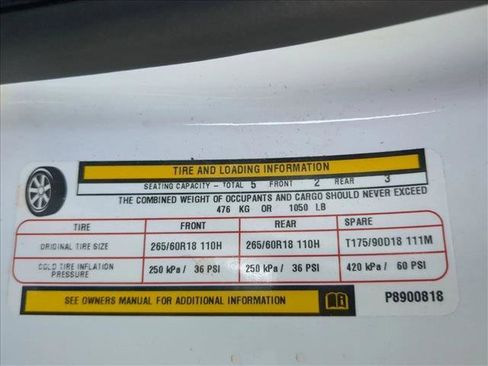 TIRE AND LOADING INFORMATION
SEATING CAPACITY – TOTAL 5 FRONT 2 REAR 3
THE COMBINED WEIGHT OF OCCUPANTS AND CARGO SHOULD NEVER EXCEED
476 KG OR 1050 LB
TIRE FRONT REAR SPARE
ORIGINAL TIRE SIZE 265/60R18 110H 265/60R18 110H T175/90D18 111M
COLD TIRE INFLATION PRESSURE 250 kPa / 36 PSI 250 kPa / 36 PSI 420 kPa / 60 PSI
SEE OWNERS MANUAL FOR ADDITIONAL INFORMATION P8900818